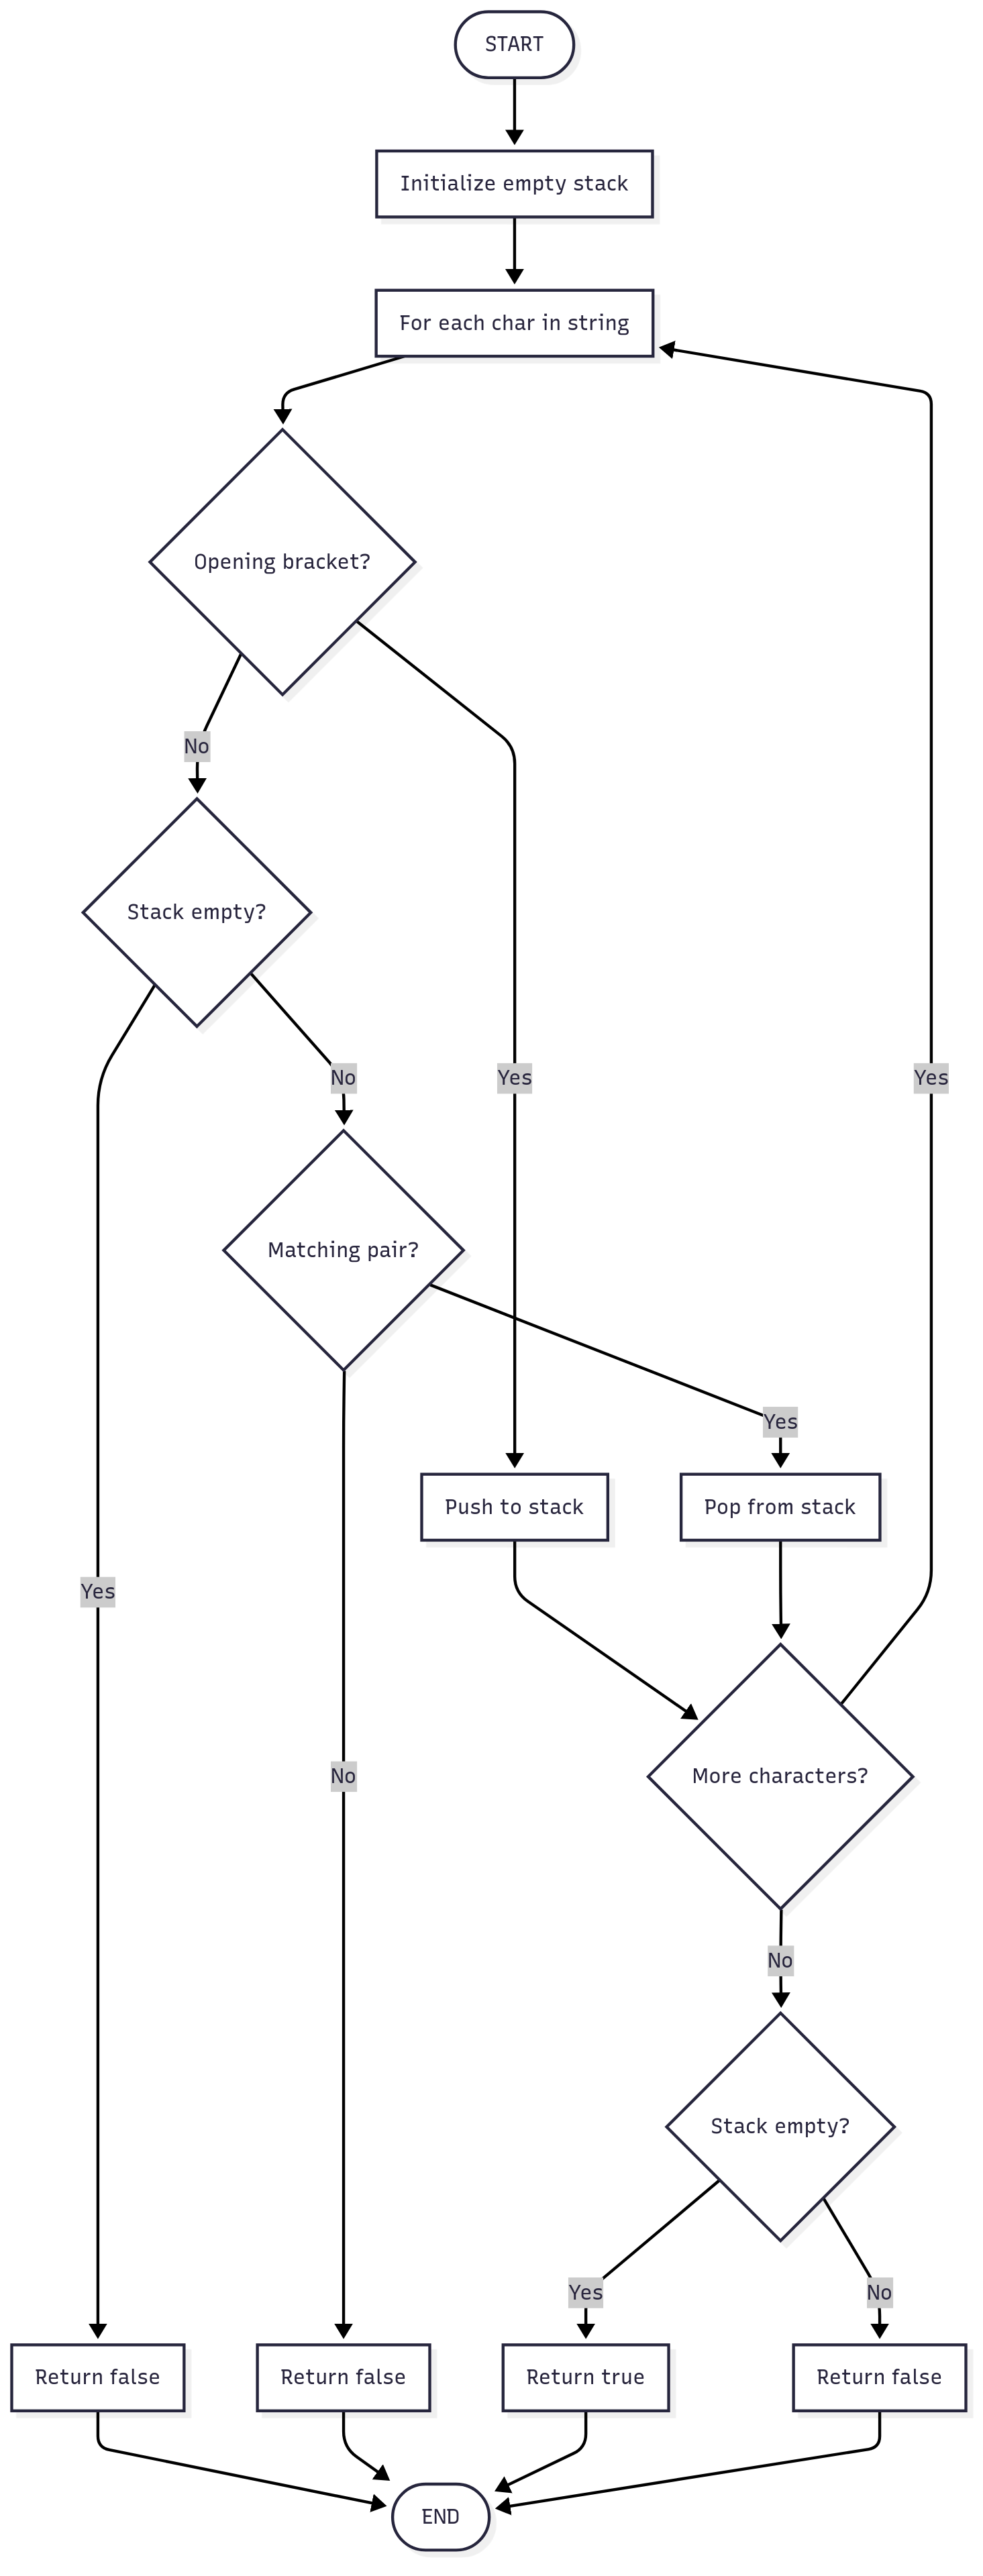 START
Initialize empty stack
For each char in string
Opening bracket?
No
Stack empty?
No
Yes
Yes
Matching pair?
Yes
Push to stack
Pop from stack
Yes
No
More characters?
No
Stack empty?
Yes
No
Return false
Return false
Return true
Return false
END